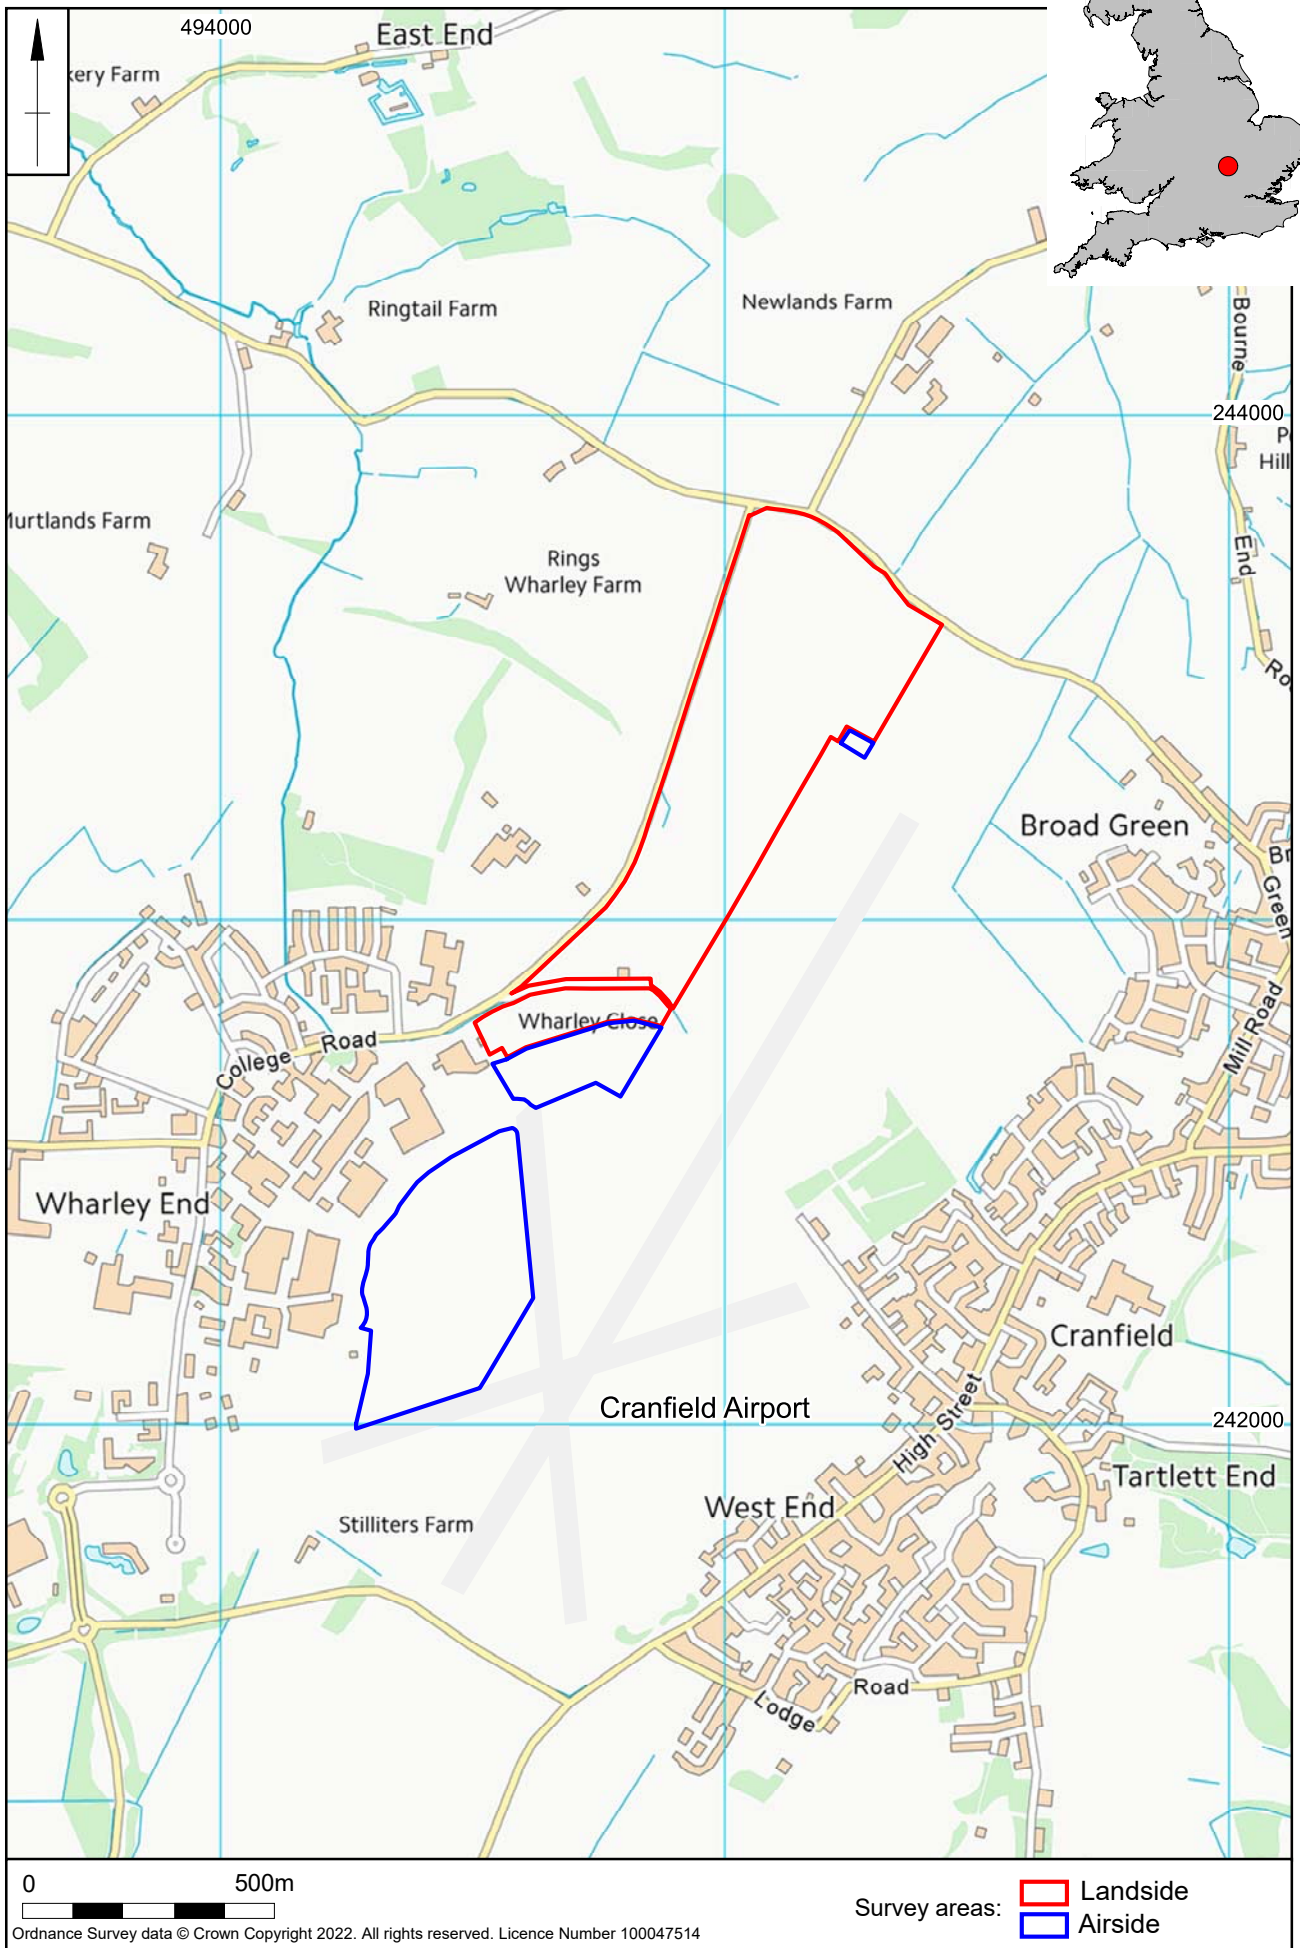 494000
East End
kery Farm
Ringtail Farm
Newlands Farm
Bourne
244000
Hill
Murtlands Farm
End
Rings
Wharley Farm
Broad Green
Green
Wharley Close
College Road
Mill Road
Wharley End
Cranfield
Cranfield Airport
High Street
242000
Tartlett End
West End
Stilliters Farm
Lodge Road
0 500m
Survey areas:
Landside
Airside
Ordnance Survey data © Crown Copyright 2022. All rights reserved. Licence Number 100047514